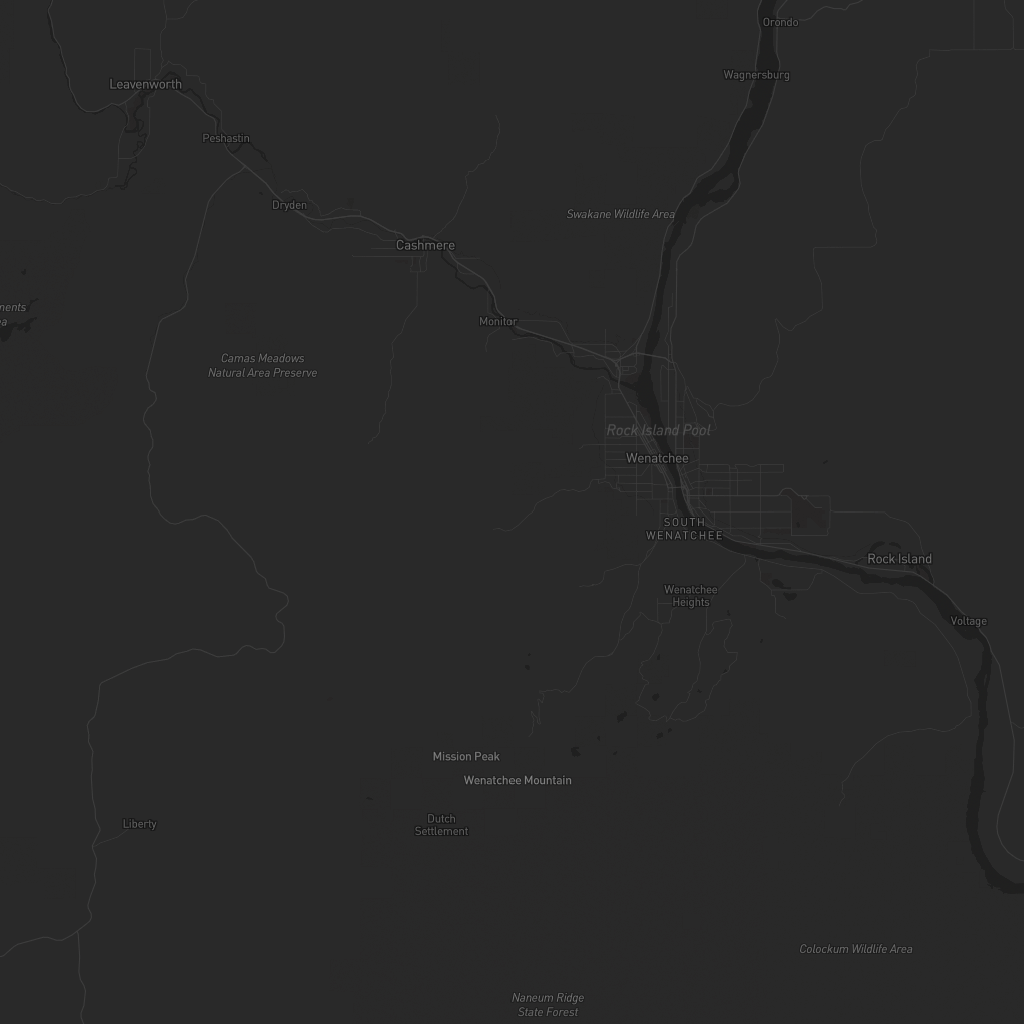 Orondo
Wagnersburg
Leavenworth
Peshastin
Dryden
Swakane Wildlife Area
Cashmere
Monitor
Camas Meadows
Natural Area Preserve
Rock Island Pool
Wenatchee
SOUTH
WENATCHEE
Rock Island
Wenatchee
Heights
Voltage
Mission Peak
Wenatchee Mountain
Dutch
Settlement
Liberty
Colockum Wildlife Area
Naneum Ridge
State Forest